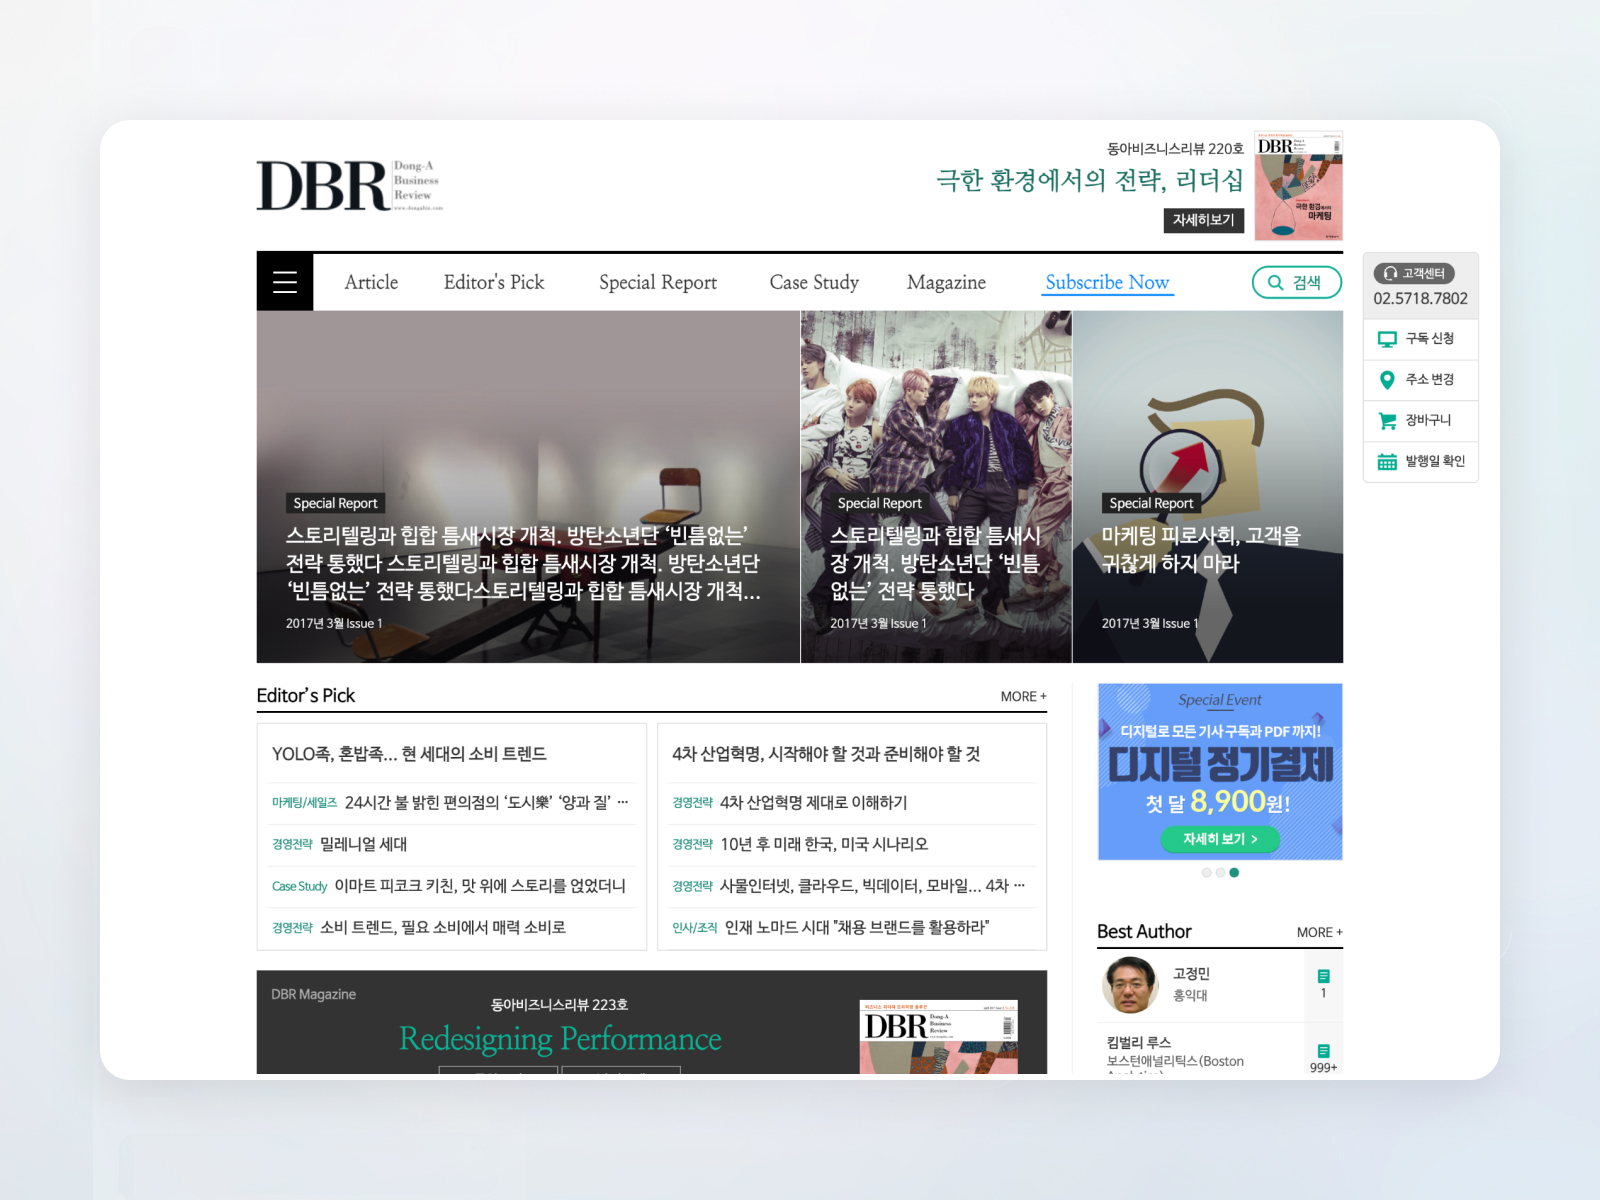 DBR
Dong-A
Business
Review
www.dongabiz.com
동아비즈니스리뷰 220호
극한 환경에서의 전략, 리더십
자세히보기
DBR
극한 환경에서의
마케팅
Article
Editor's Pick
Special Report
Case Study
Magazine
Subscribe Now
검색
고객센터
02.5718.7802
구독 신청
주소 변경
장바구니
발행일 확인
Special Report
스토리텔링과 힙합 틈새시장 개척. 방탄소년단 ‘빈틈없는’
전략 통했다 스토리텔링과 힙합 틈새시장 개척. 방탄소년단
‘빈틈없는’ 전략 통했다스토리텔링과 힙합 틈새시장 개척...
2017년 3월 Issue 1
Special Report
스토리텔링과 힙합 틈새시
장 개척. 방탄소년단 ‘빈틈
없는’ 전략 통했다
2017년 3월 Issue 1
Special Report
마케팅 피로사회, 고객을
귀찮게 하지 마라
2017년 3월 Issue 1
Editor’s Pick
MORE +
YOLO족, 혼밥족... 현 세대의 소비 트렌드
마케팅/세일즈 24시간 불 밝힌 편의점의 ‘도시樂’ ‘양과 질’ ...
경영전략 밀레니얼 세대
Case Study 이마트 피코크 키친, 맛 위에 스토리를 얹었더니
경영전략 소비 트렌드, 필요 소비에서 매력 소비로
4차 산업혁명, 시작해야 할 것과 준비해야 할 것
경영전략 4차 산업혁명 제대로 이해하기
경영전략 10년 후 미래 한국, 미국 시나리오
경영전략 사물인터넷, 클라우드, 빅데이터, 모바일... 4차 ...
인사/조직 인재 노마드 시대 "채용 브랜드를 활용하라"
Special Event
디지털로 모든 기사 구독과 PDF 까지!
디지털 정기결제
첫 달 8,900원!
자세히 보기 >
Best Author
MORE +
고정민
홍익대
1
킴벌리 루스
보스턴애널리틱스(Boston
999+
DBR Magazine
동아비즈니스리뷰 223호
Redesigning Performance
DBR
Dong-A
Business
Review